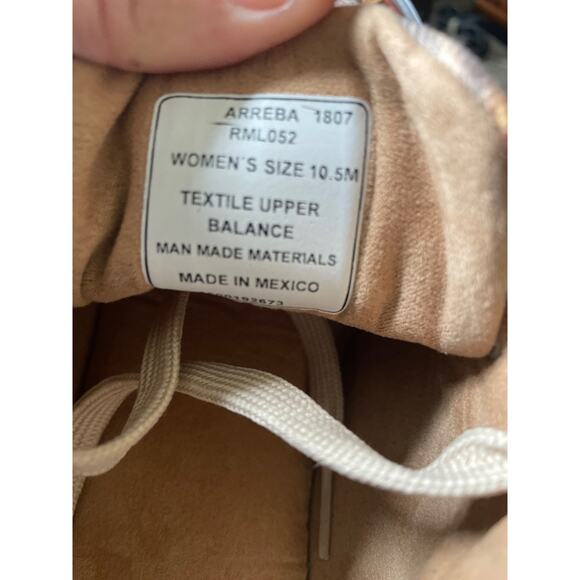 ARREBA 1807
RML052
WOMEN´S SIZE 10.5M
TEXTILE UPPER
BALANCE
MAN MADE MATERIALS
MADE IN MEXICO